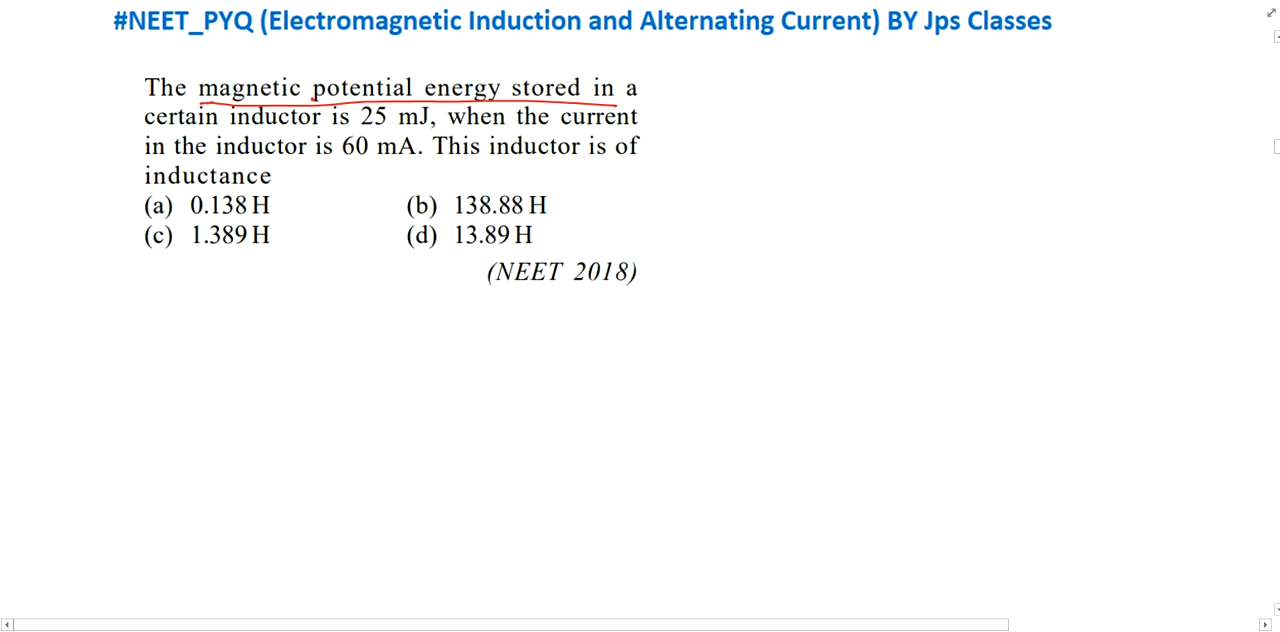 #NEET_PYQ (Electromagnetic Induction and Alternating Current) BY Jps Classes
The magnetic potential energy stored in a
certain inductor is 25 mJ, when the current
in the inductor is 60 mA. This inductor is of
inductance
(a) 0.138 H (b) 138.88 H
(c) 1.389 H (d) 13.89 H
(NEET 2018)